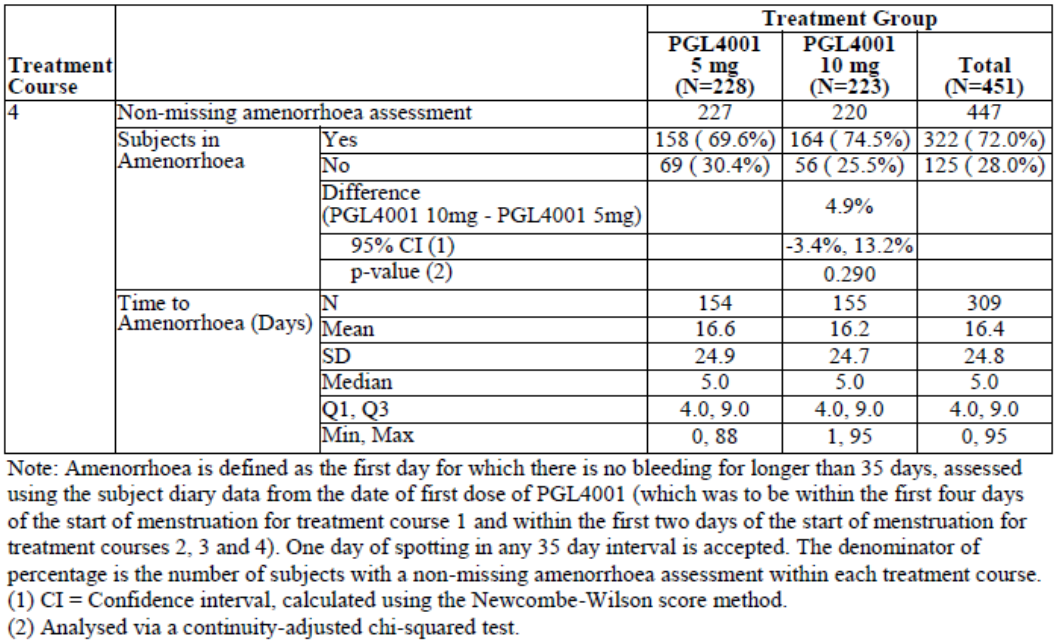 Treatment Group
Treatment Course
PGL4001 5 mg (N=228)
PGL4001 10 mg (N=223)
Total (N=451)
4 Non-missing amenorrhoea assessment 227 220 447
Subjects in Amenorrhoea Yes 158 ( 69.6%) 164 ( 74.5%) 322 ( 72.0%)
No 69 ( 30.4%) 56 ( 25.5%) 125 ( 28.0%)
Difference
(PGL4001 10mg - PGL4001 5mg) 4.9%
95% CI (1) -3.4%, 13.2%
p-value (2) 0.290
Time to Amenorrhoea (Days) N 154 155 309
Mean 16.6 16.2 16.4
SD 24.9 24.7 24.8
Median 5.0 5.0 5.0
Q1, Q3 4.0, 9.0 4.0, 9.0 4.0, 9.0
Min, Max 0, 88 1, 95 0, 95
Note: Amenorrhoea is defined as the first day for which there is no bleeding for longer than 35 days, assessed
using the subject diary data from the date of first dose of PGL4001 (which was to be within the first four days
of the start of menstruation for treatment course 1 and within the first two days of the start of menstruation for
treatment courses 2, 3 and 4). One day of spotting in any 35 day interval is accepted. The denominator of
percentage is the number of subjects with a non-missing amenorrhoea assessment within each treatment course.
(1) CI = Confidence interval, calculated using the Newcombe-Wilson score method.
(2) Analysed via a continuity-adjusted chi-squared test.